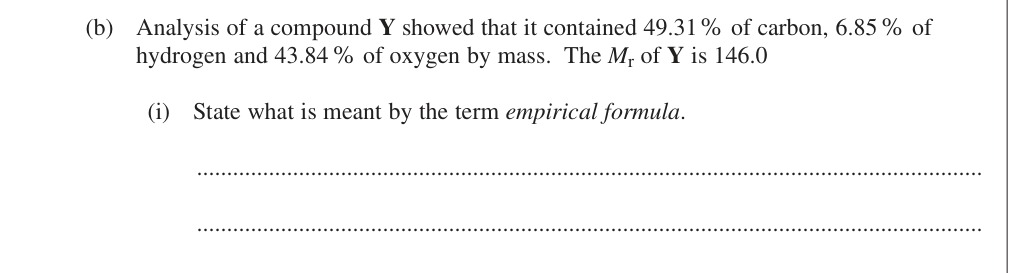 (b) Analysis of a compound Y showed that it contained 49.31 % of carbon, 6.85 % of
hydrogen and 43.84 % of oxygen by mass. The Mr of Y is 146.0
(i) State what is meant by the term empirical formula.